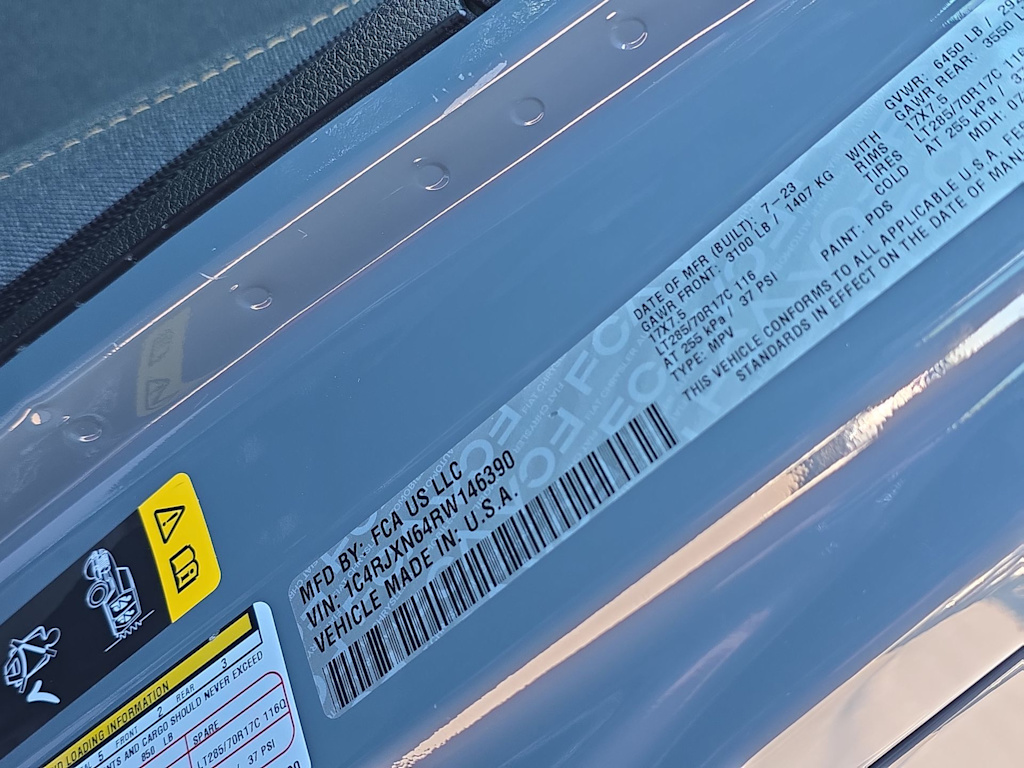 MFD BY: FCA US LLC
VIN: 1C4RJXN64RW146390
VEHICLE MADE IN: U.S.A.
DATE OF MFR (BUILT): 7-23
GAWR FRONT: 3100 LB / 1407 KG
17X7.5
LT285/70R17C 116
AT 255 kPa / 37 PSI
TYPE: MPV
PAINT: PDS
WITH
RIMS
TIRES
COLD
GVWR: 6450 LB /
GAWR REAR: 3550
17X7.5
LT285/70R17C 116
AT 255 kPa /
MDH: 07
THIS VEHICLE CONFORMS TO ALL APPLICABLE U.S.A.
STANDARDS IN EFFECT ON THE DATE OF
LOADING INFORMATION
5 FRONT 2 REAR 3
AND CARGO SHOULD NEVER EXCEED
850 LB
SPARE
LT285/70R17C 116Q
/ 37 PSI